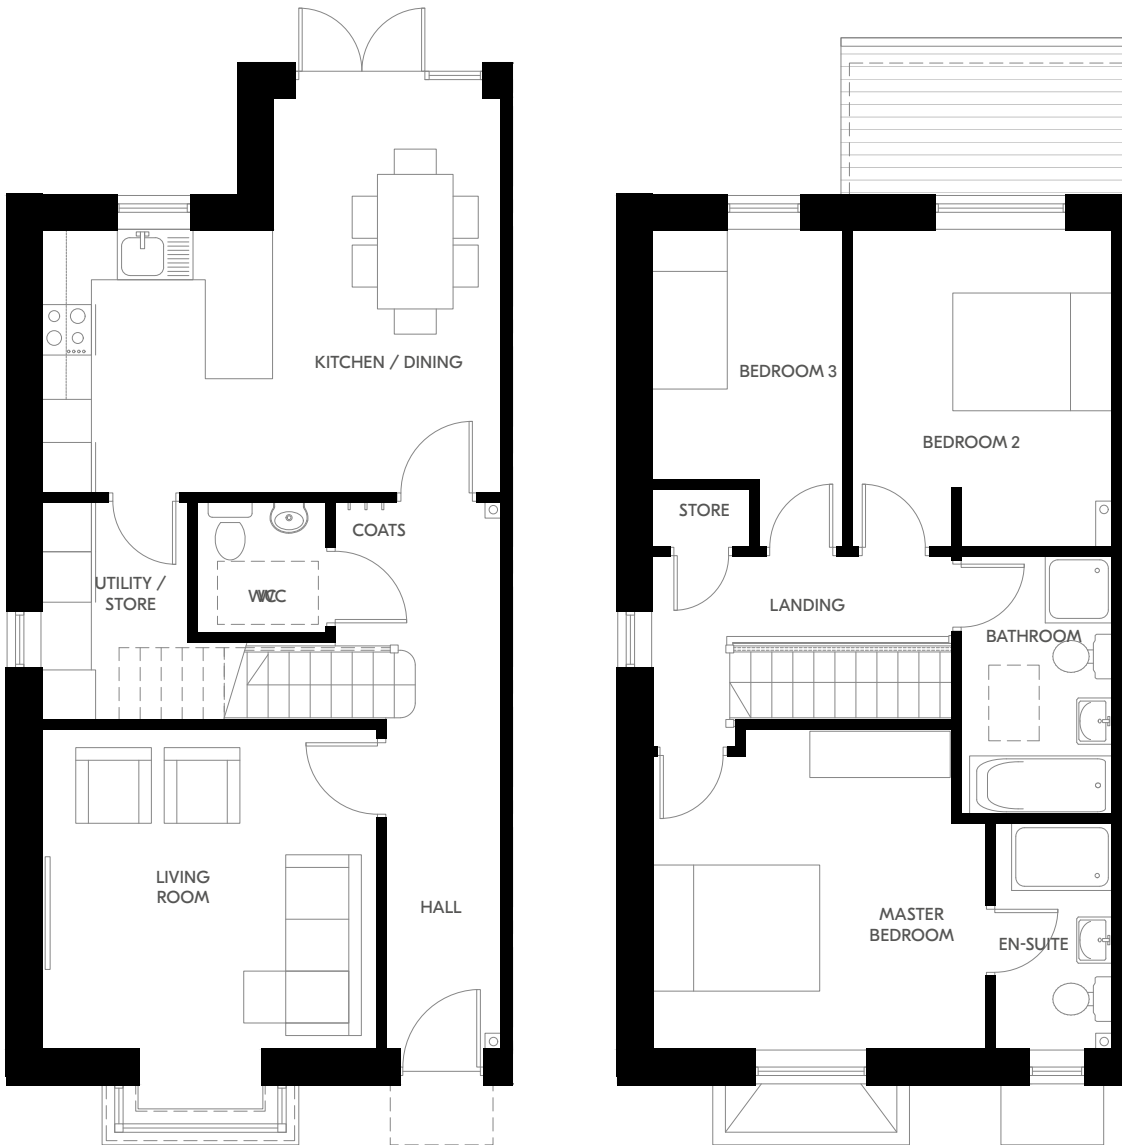 KITCHEN / DINING
COATS
UTILITY /
STORE
WC
LIVING
ROOM
HALL
BEDROOM 3
BEDROOM 2
STORE
LANDING
BATHROOM
MASTER
BEDROOM
EN-SUITE